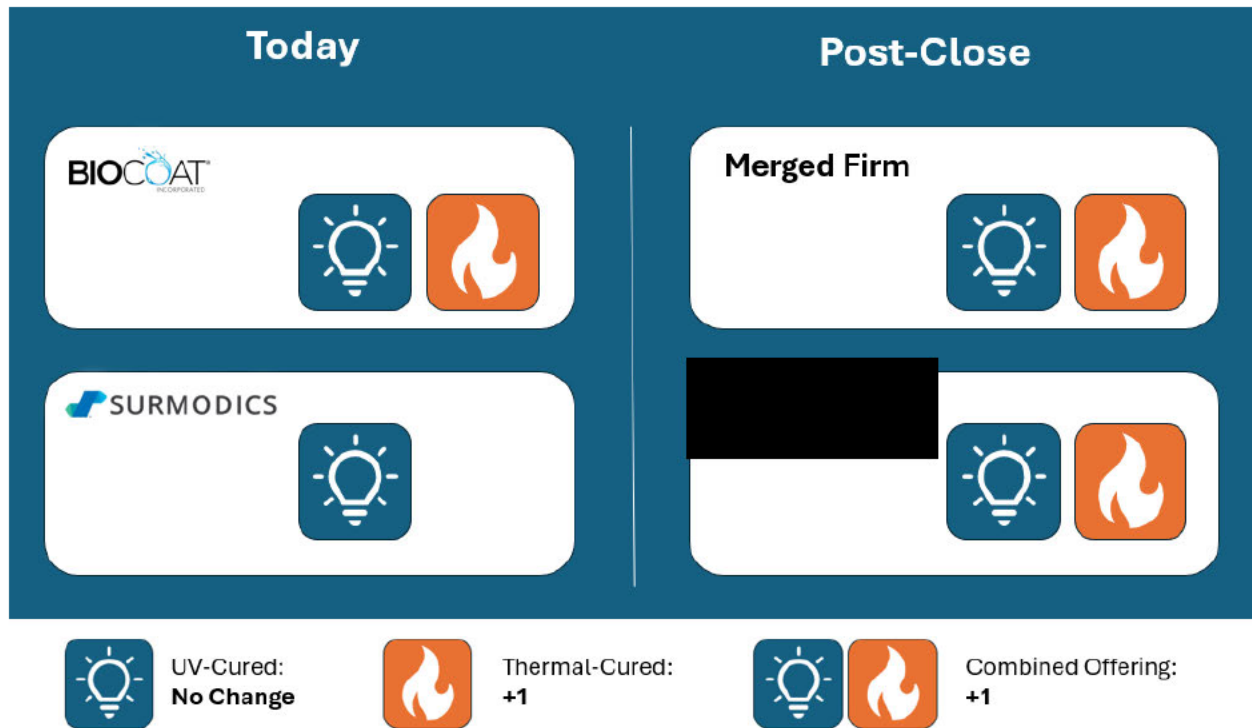 Today
Post-Close
BIOCOAT
INCORPORATED
Merged Firm
SURMODICS
UV-Cured:
No Change
Thermal-Cured:
+1
Combined Offering:
+1